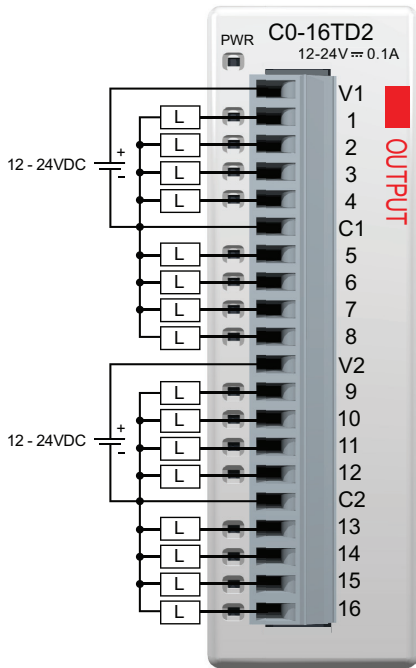 PWR C0-16TD2
12-24V⎓0.1A
V1
L 1
L 2
12 - 24VDC + - L 3
L 4
C1
L 5
L 6
L 7
L 8
OUTPUT
V2
L 9
L 10
12 - 24VDC + - L 11
L 12
C2
L 13
L 14
L 15
L 16